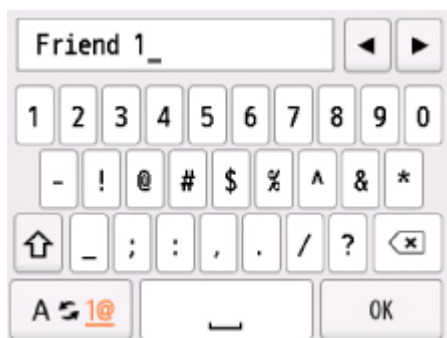 Friend 1_
1 2 3 4 5 6 7 8 9 0
- ! @ # $ % ^ & *
_ ; : , . / ?
A 1@ OK